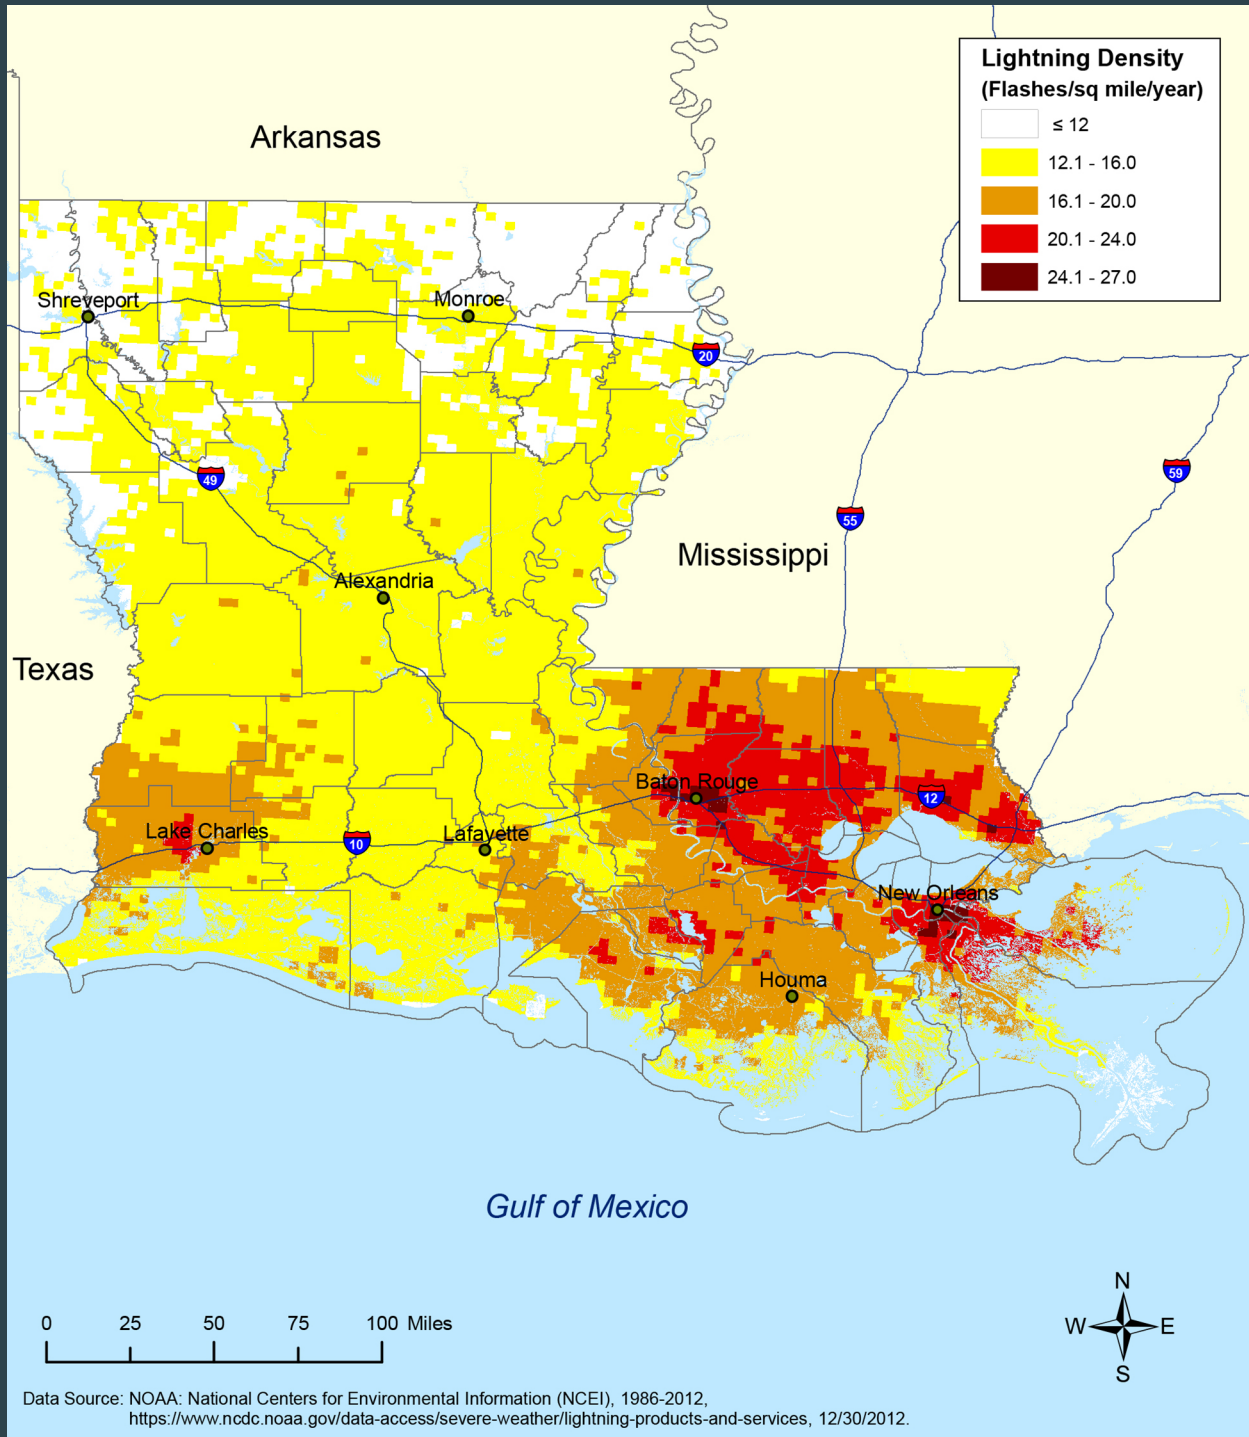 Lightning Density
(Flashes/sq mile/year)
≤ 12
12.1 - 16.0
16.1 - 20.0
20.1 - 24.0
24.1 - 27.0
Arkansas
Shreveport
Monroe
20
49
59
55
Mississippi
Alexandria
Texas
Baton Rouge
12
Lake Charles
10
Lafayette
New Orleans
Houma
Gulf of Mexico
N
W E
S
0 25 50 75 100 Miles
Data Source: NOAA: National Centers for Environmental Information (NCEI), 1986-2012,
https://www.ncdc.noaa.gov/data-access/severe-weather/lightning-products-and-services, 12/30/2012.